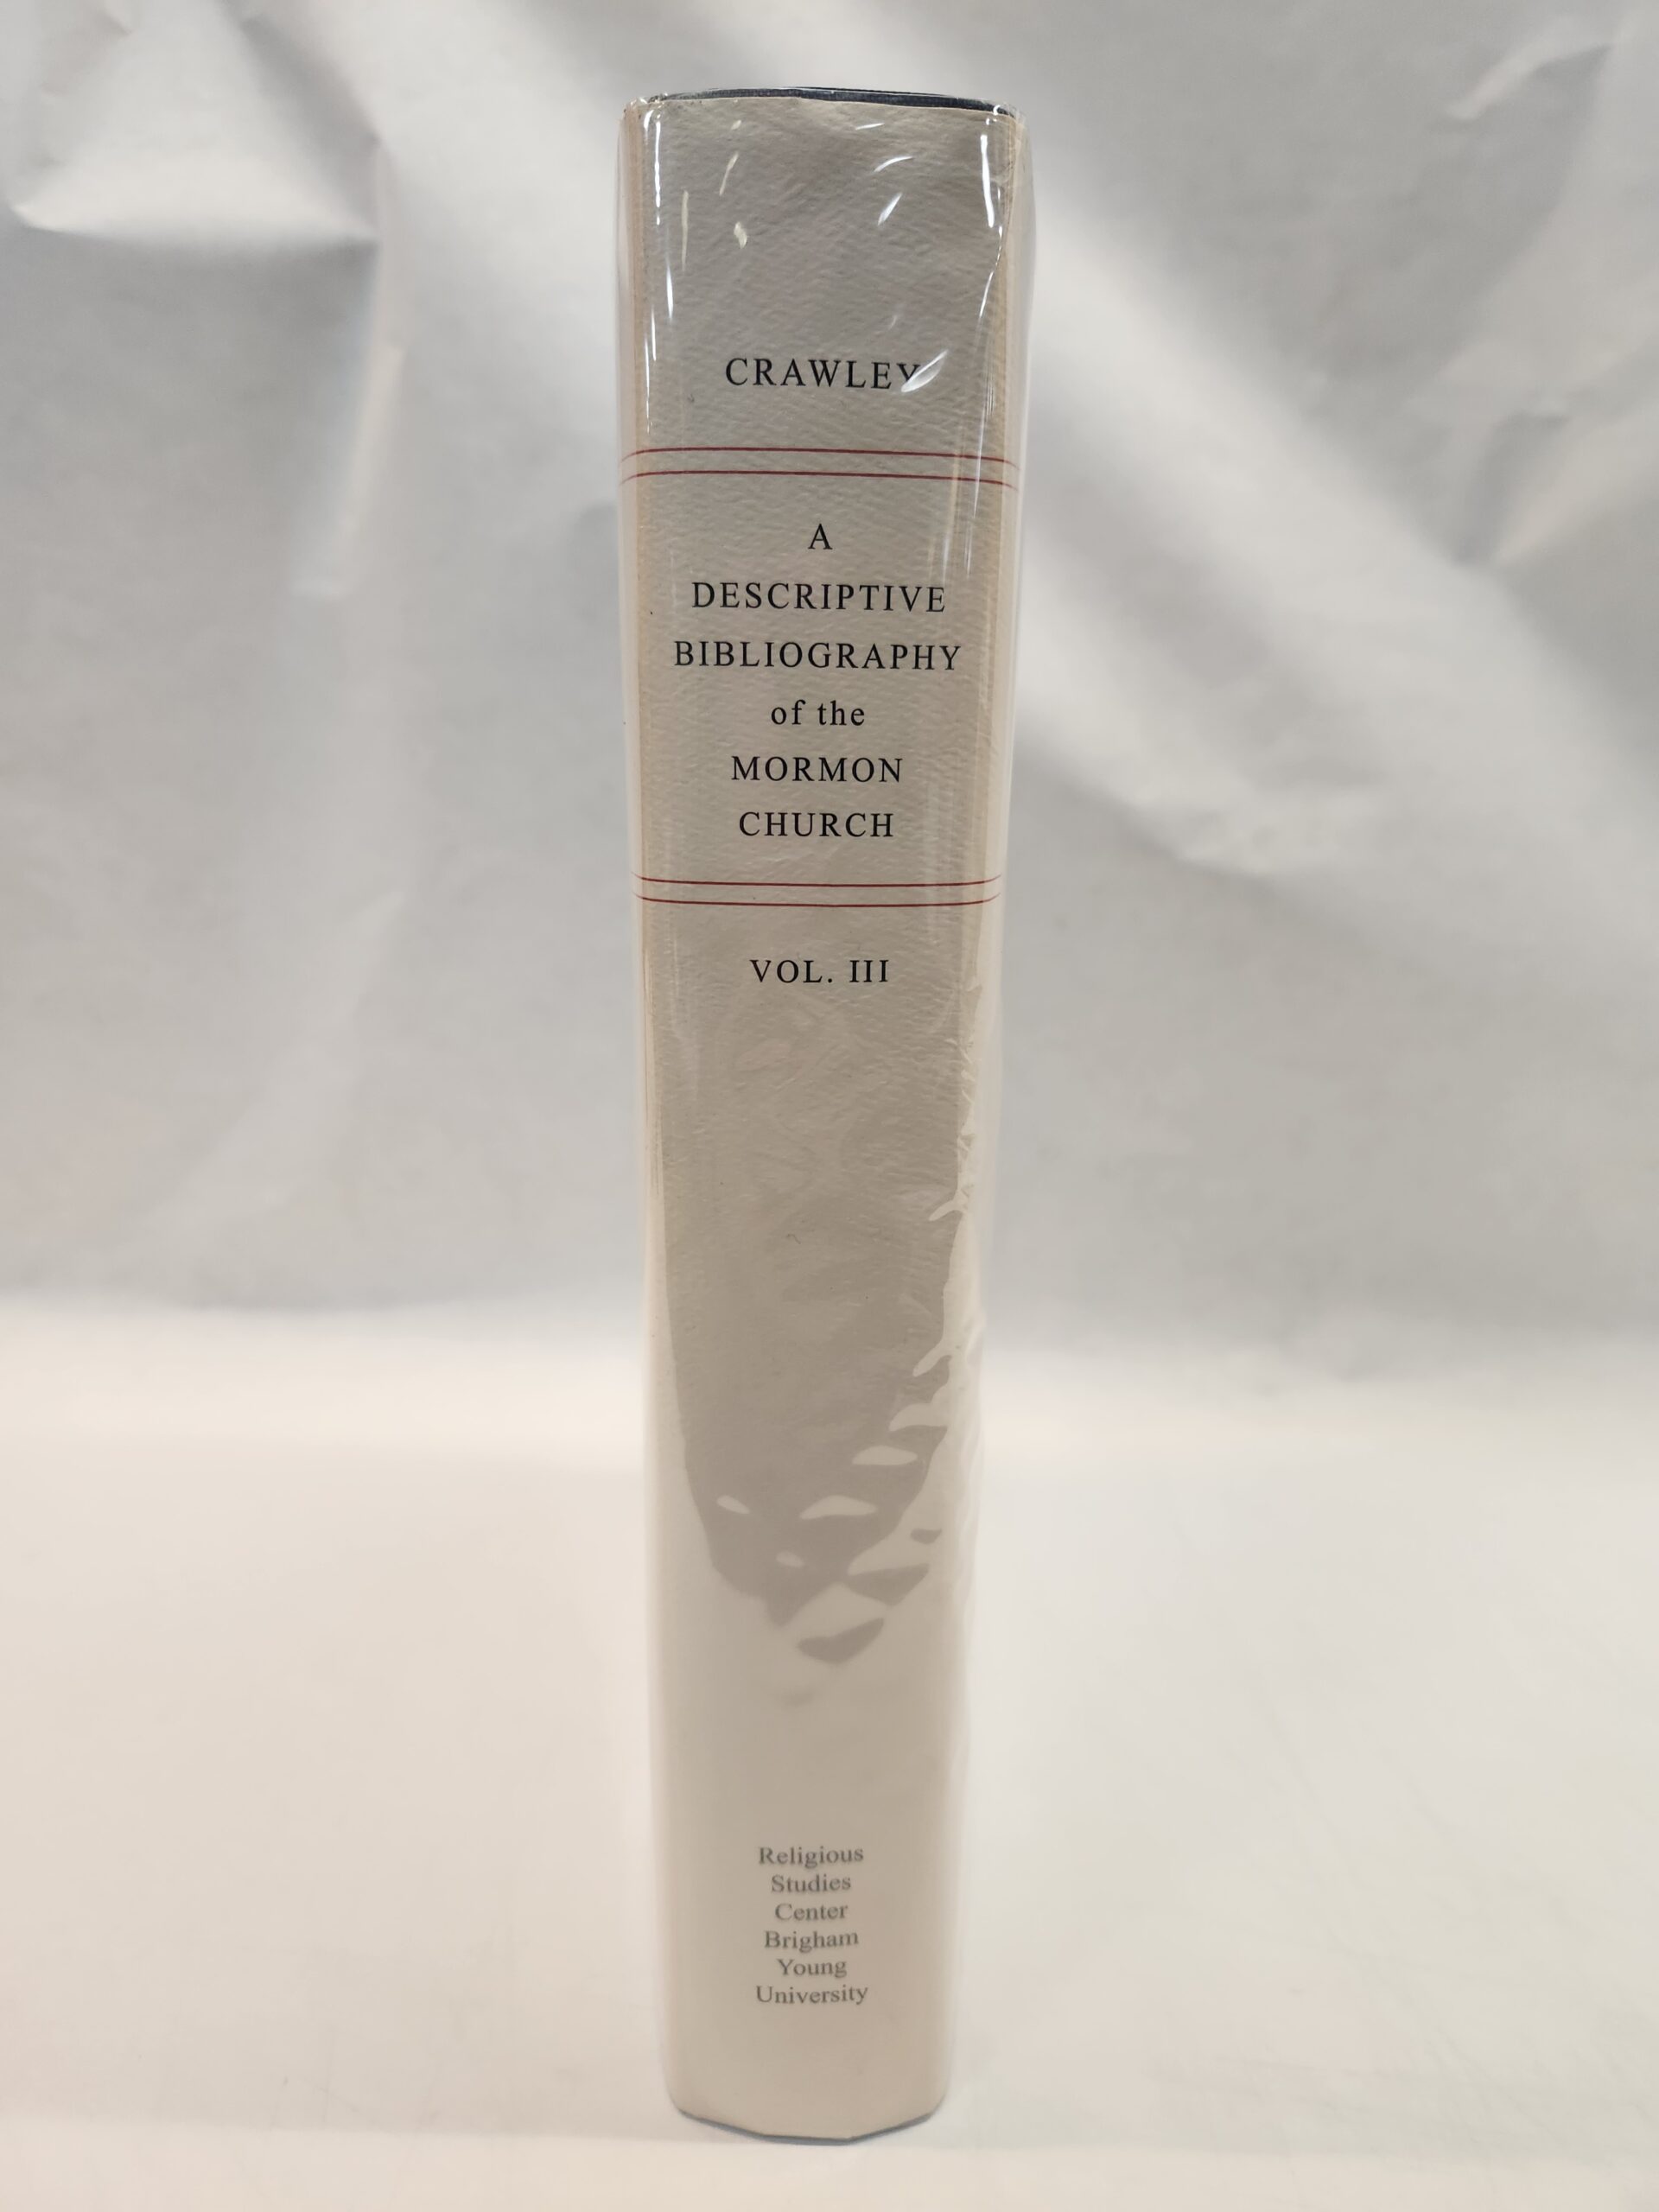 CRAWLEY
A
DESCRIPTIVE
BIBLIOGRAPHY
of the
MORMON
CHURCH
VOL. III
Religious
Studies
Center
Brigham
Young
University